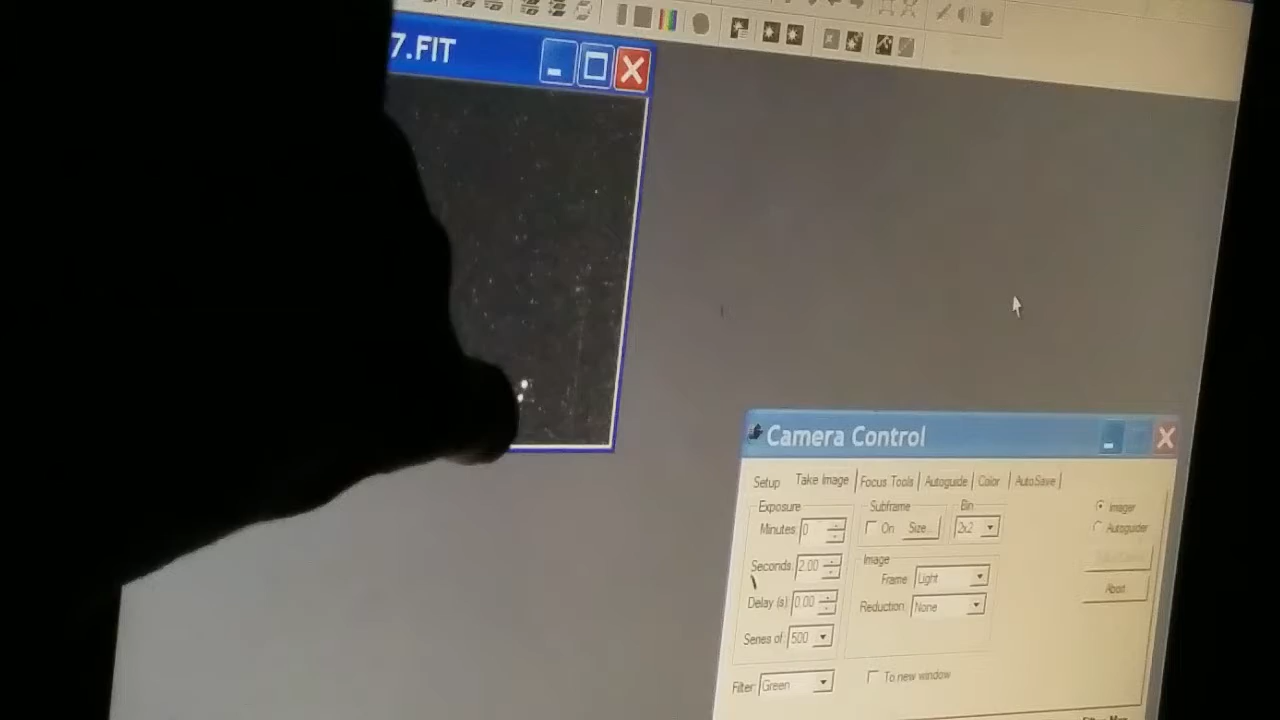 7.FIT
Camera Control
Setup Take Image Focus Tools Autoguide Color AutoSave
Exposure Subframe Bin Imager
Minutes: 0 On Size... 2x2 Autoguider
Seconds: 2.00 Image
Frame Light Abort
Delay (s): 0.00 Reduction: None
Series of: 500
Filter: Green To new window